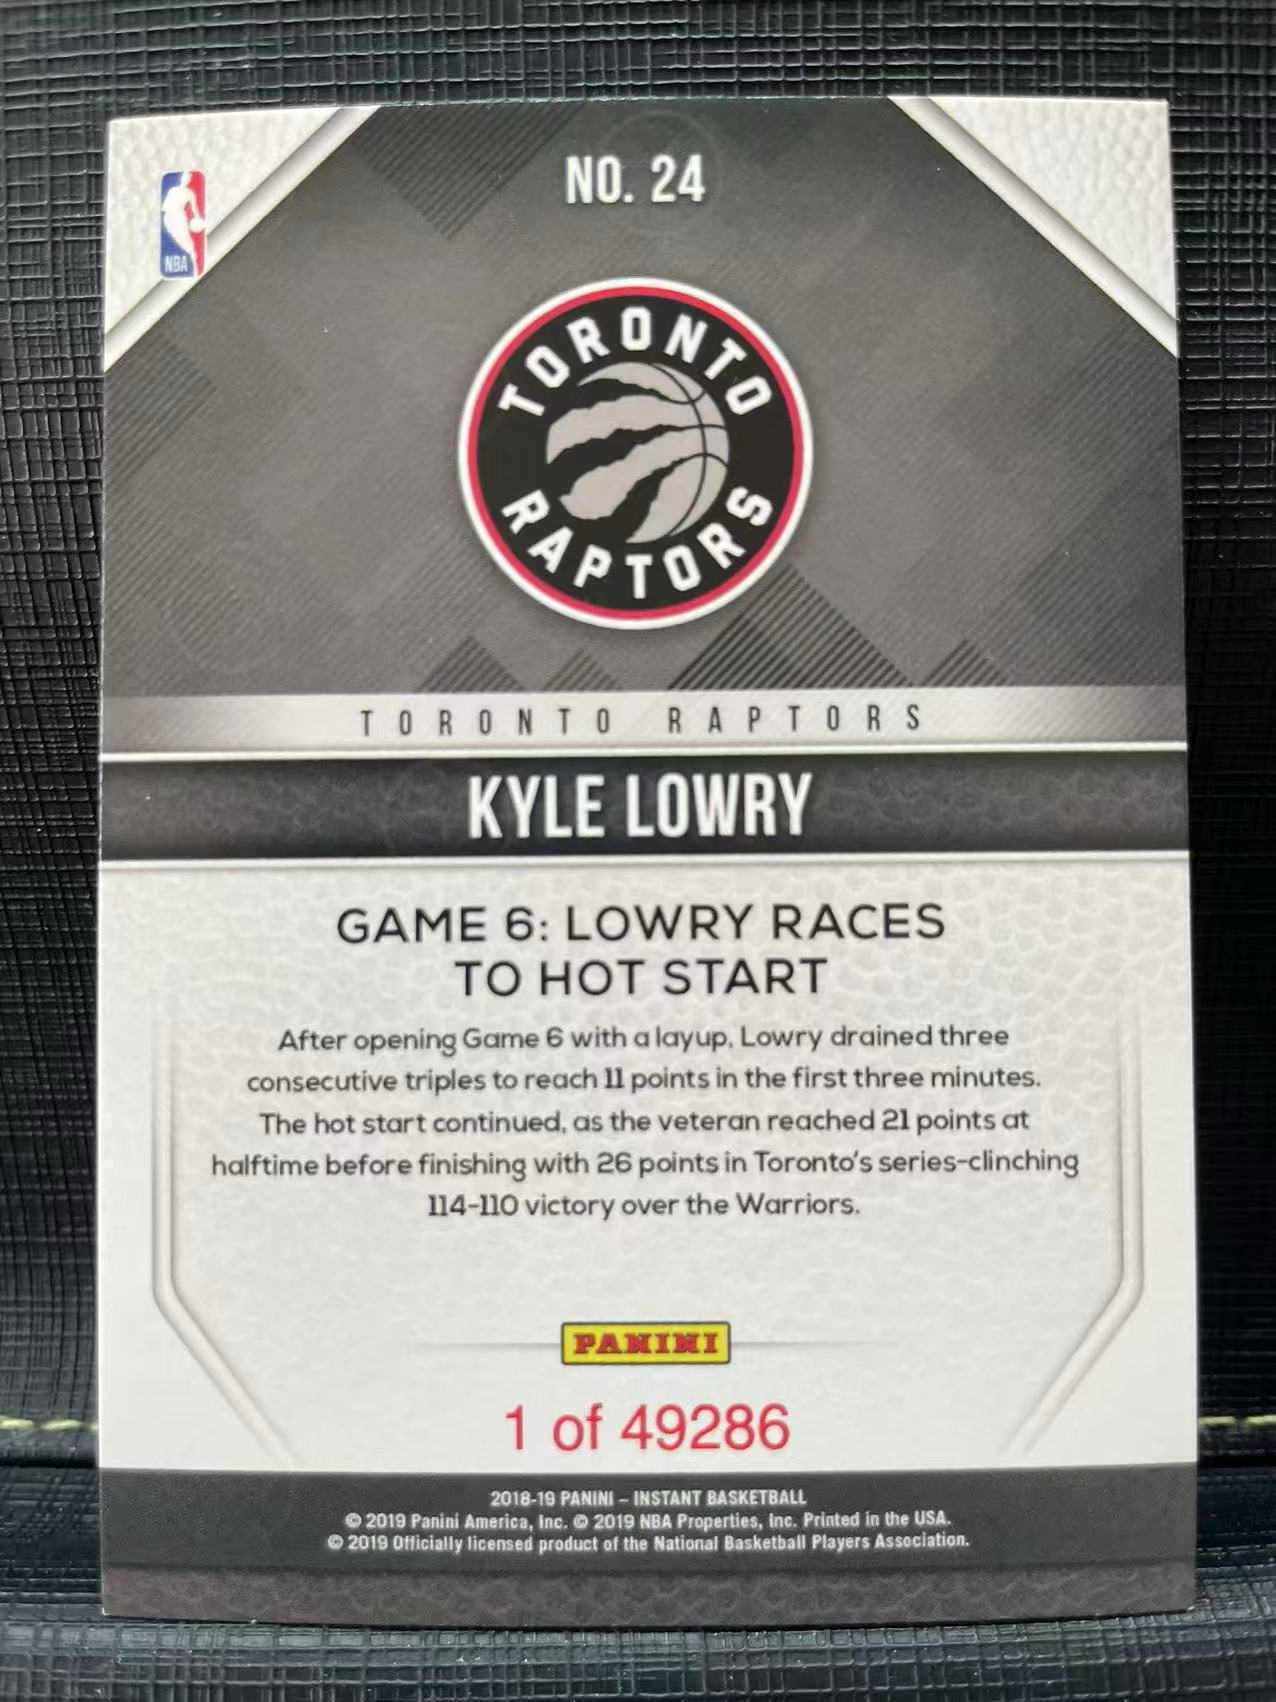 NO. 24
NBA
TORONTO
RAPTORS
TORONTO RAPTORS
KYLE LOWRY
GAME 6: LOWRY RACES
TO HOT START
After opening Game 6 with a layup, Lowry drained three
consecutive triples to reach 11 points in the first three minutes.
The hot start continued, as the veteran reached 21 points at
halftime before finishing with 26 points in Toronto's series-clinching
114-110 victory over the Warriors.
PANINI
1 of 49286
2018-19 PANINI – INSTANT BASKETBALL
© 2019 Panini America, Inc. © 2019 NBA Properties, Inc. Printed in the USA.
© 2019 Officially licensed product of the National Basketball Players Association.